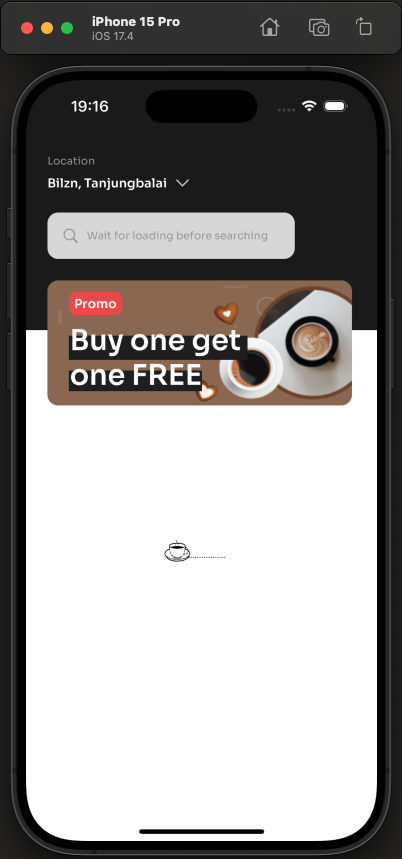 iPhone 15 Pro
iOS 17.4
19:16
Location
Bilzn, Tanjungbalai
Wait for loading before searching
Promo
Buy one get
one FREE